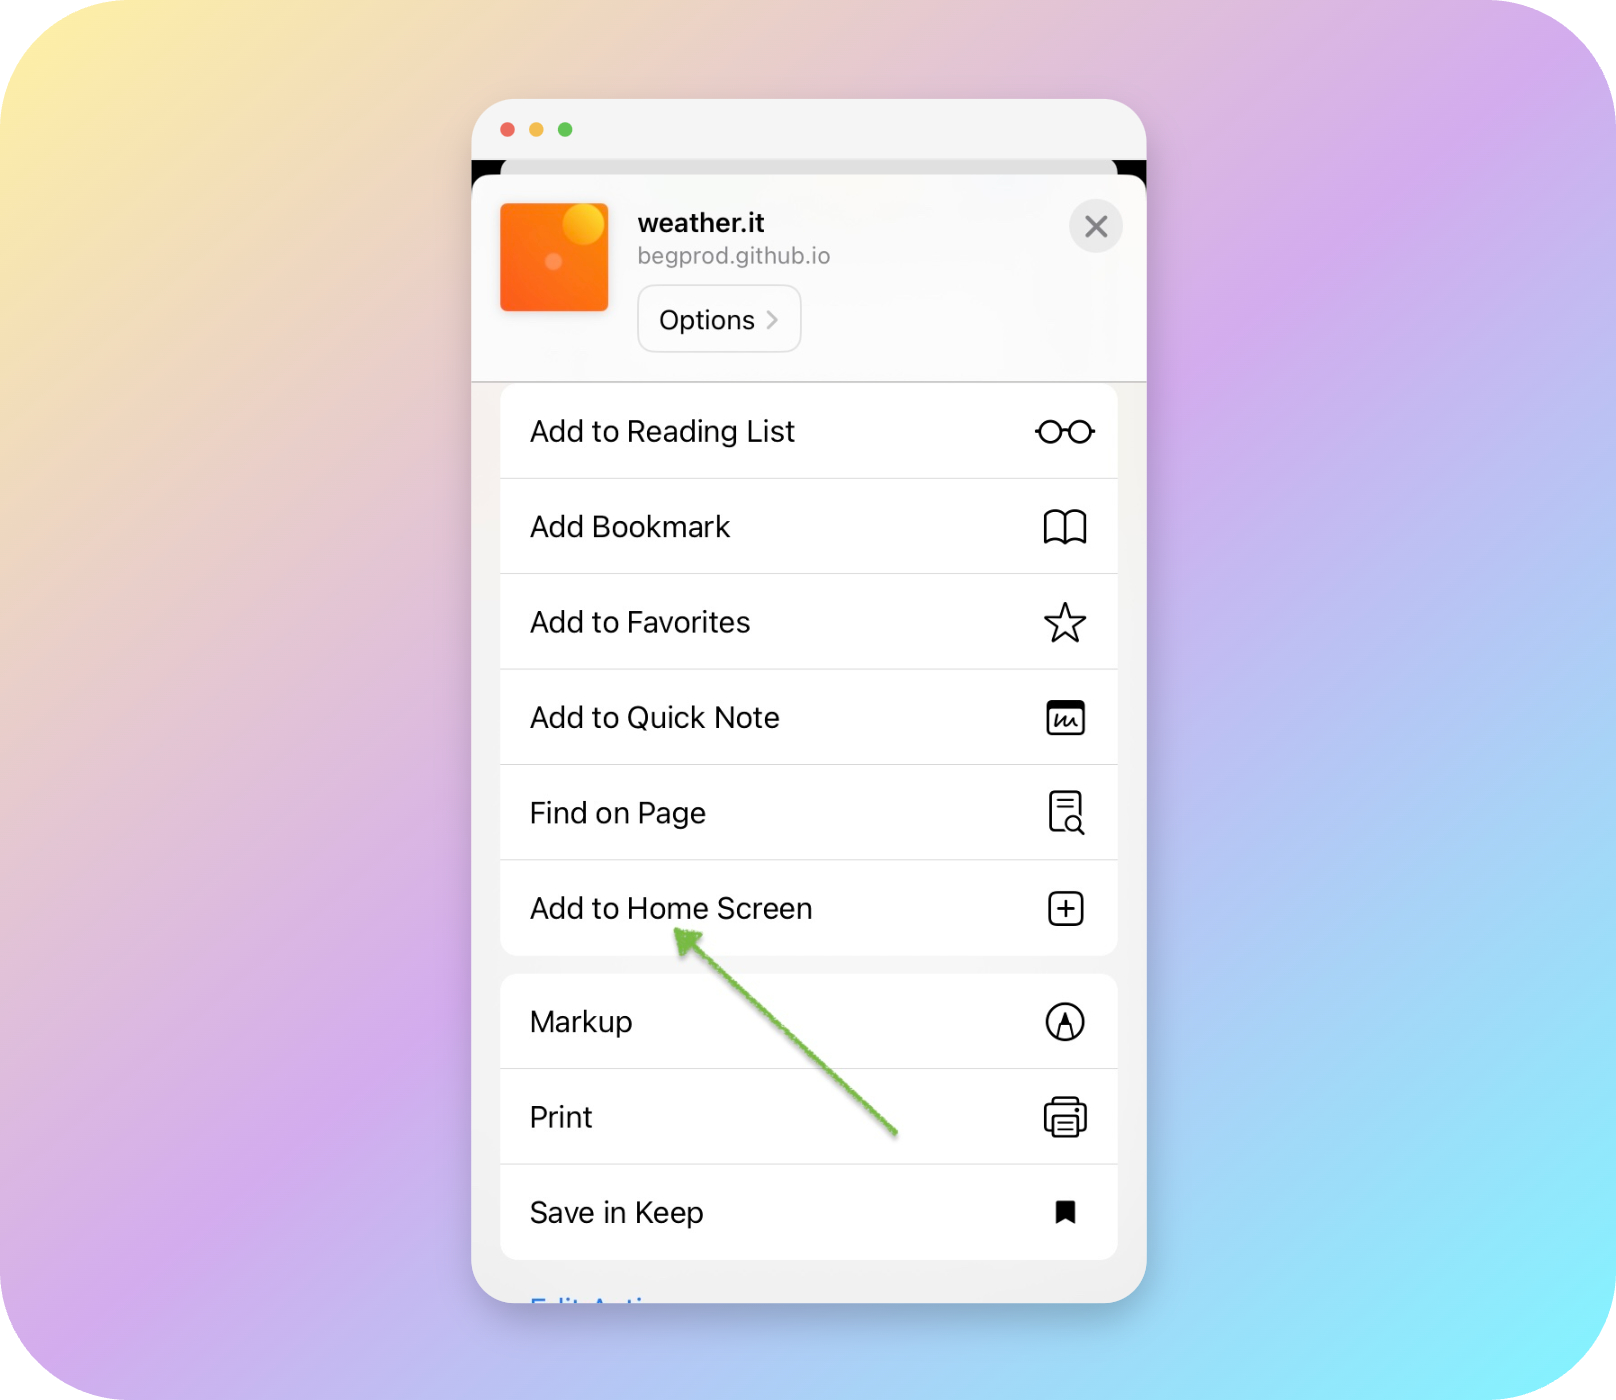 weather.it
begprod.github.io
Options
Add to Reading List
Add Bookmark
Add to Favorites
Add to Quick Note
Find on Page
Add to Home Screen
Markup
Print
Save in Keep